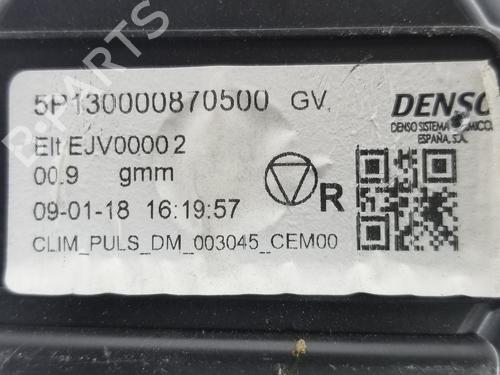 5P130000870500 GV.
DENSO
DENSO SISTEMAS
ESPAÑA, S.A.
Elt EJV00002
00.9 gmm
R
09-01-18 16:19:57
CLIM_PULS_DM_003045_CEM00
B-PARTS